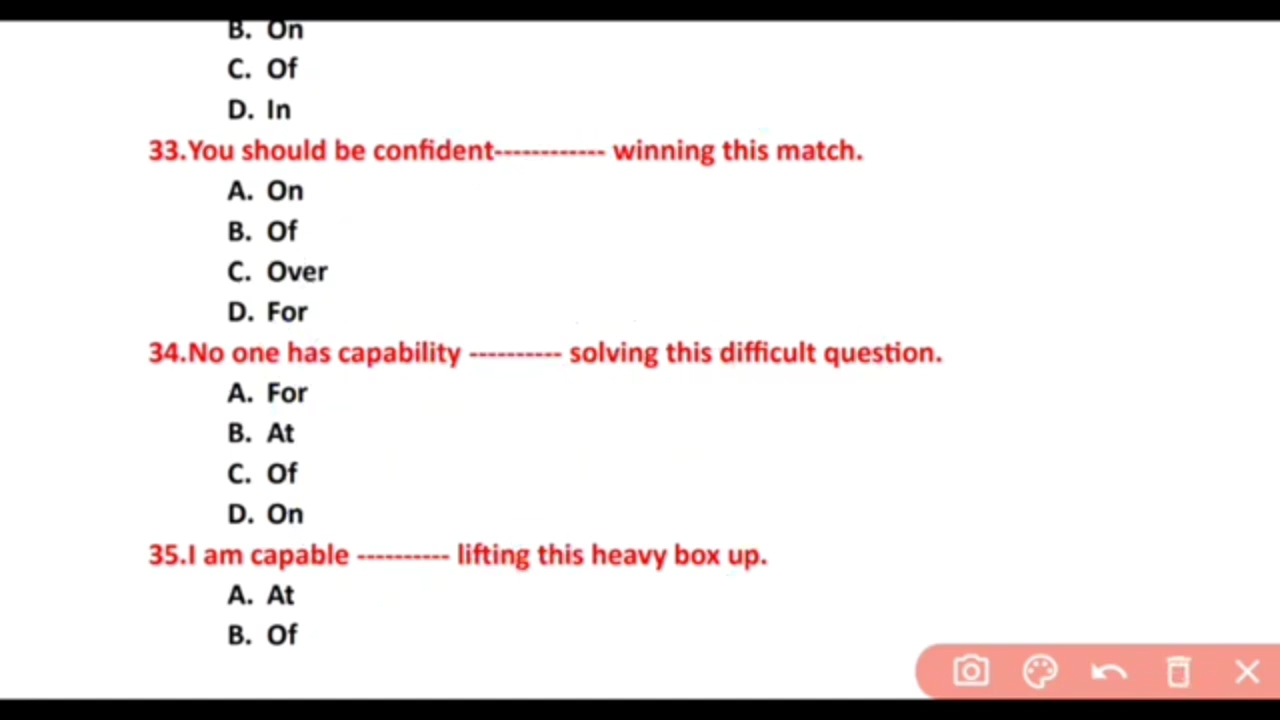 B. On
C. Of
D. In
33.You should be confident------------ winning this match.
A. On
B. Of
C. Over
D. For
34.No one has capability ---------- solving this difficult question.
A. For
B. At
C. Of
D. On
35.I am capable ---------- lifting this heavy box up.
A. At
B. Of